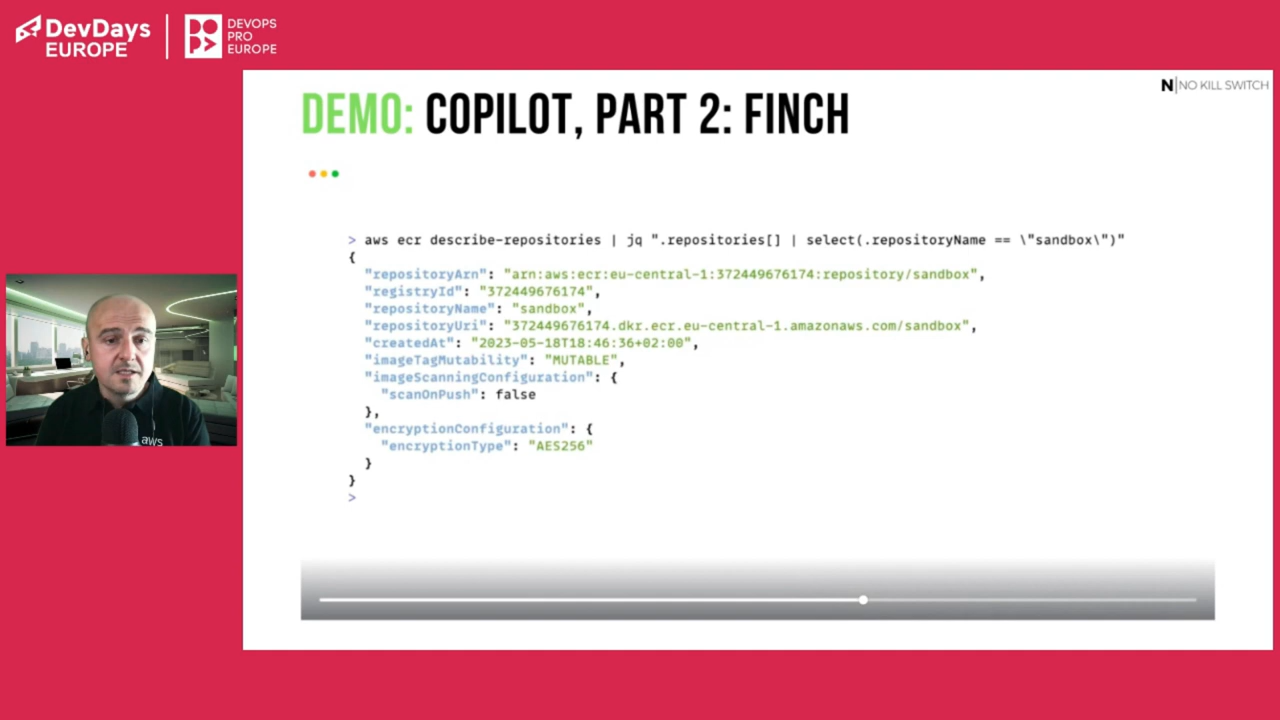 DevDays
EUROPE
DEVOPS
PRO
EUROPE
N|NO KILL SWITCH
DEMO: COPILOT, PART 2: FINCH
> aws ecr describe-repositories | jq ".repositories[] | select(.repositoryName == \"sandbox\")"
{
"repositoryArn": "arn:aws:ecr:eu-central-1:372449676174:repository/sandbox",
"registryId": "372449676174",
"repositoryName": "sandbox",
"repositoryUri": "372449676174.dkr.ecr.eu-central-1.amazonaws.com/sandbox",
"createdAt": "2023-05-18T18:46:36+02:00",
"imageTagMutability": "MUTABLE",
"imageScanningConfiguration": {
"scanOnPush": false
},
"encryptionConfiguration": {
"encryptionType": "AES256"
}
}
>
aws